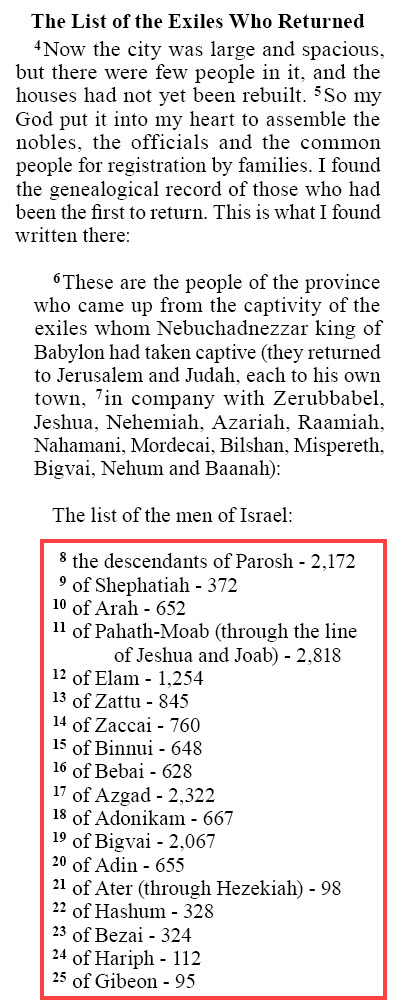 The List of the Exiles Who Returned
4Now the city was large and spacious,
but there were few people in it, and the
houses had not yet been rebuilt. 5So my
God put it into my heart to assemble the
nobles, the officials and the common
people for registration by families. I found
the genealogical record of those who had
been the first to return. This is what I found
written there:
6These are the people of the province
who came up from the captivity of the
exiles whom Nebuchadnezzar king of
Babylon had taken captive (they returned
to Jerusalem and Judah, each to his own
town, 7in company with Zerubbabel,
Jeshua, Nehemiah, Azariah, Raamiah,
Nahamani, Mordecai, Bilshan, Mispereth,
Bigvai, Nehum and Baanah):
The list of the men of Israel:
8 the descendants of Parosh - 2,172
9 of Shephatiah - 372
10 of Arah - 652
11 of Pahath-Moab (through the line
of Jeshua and Joab) - 2,818
12 of Elam - 1,254
13 of Zattu - 845
14 of Zaccai - 760
15 of Binnui - 648
16 of Bebai - 628
17 of Azgad - 2,322
18 of Adonikam - 667
19 of Bigvai - 2,067
20 of Adin - 655
21 of Ater (through Hezekiah) - 98
22 of Hashum - 328
23 of Bezai - 324
24 of Hariph - 112
25 of Gibeon - 95